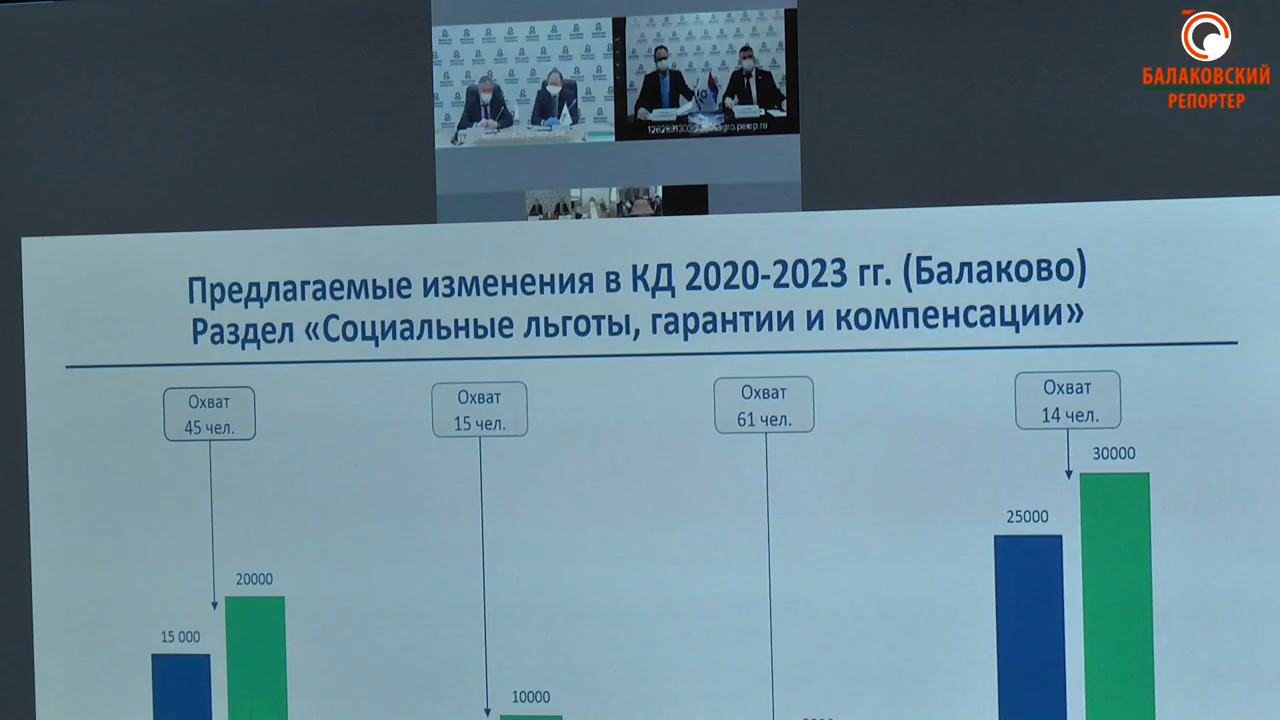 БАЛАКОВСКИЙ
РЕПОРТЕР
Предлагаемые изменения в КД 2020-2023 гг. (Балаково)
Раздел «Социальные льготы, гарантии и компенсации»
Охват
45 чел.
Охват
15 чел.
Охват
61 чел.
Охват
14 чел.
30000
25000
20000
15 000
10000